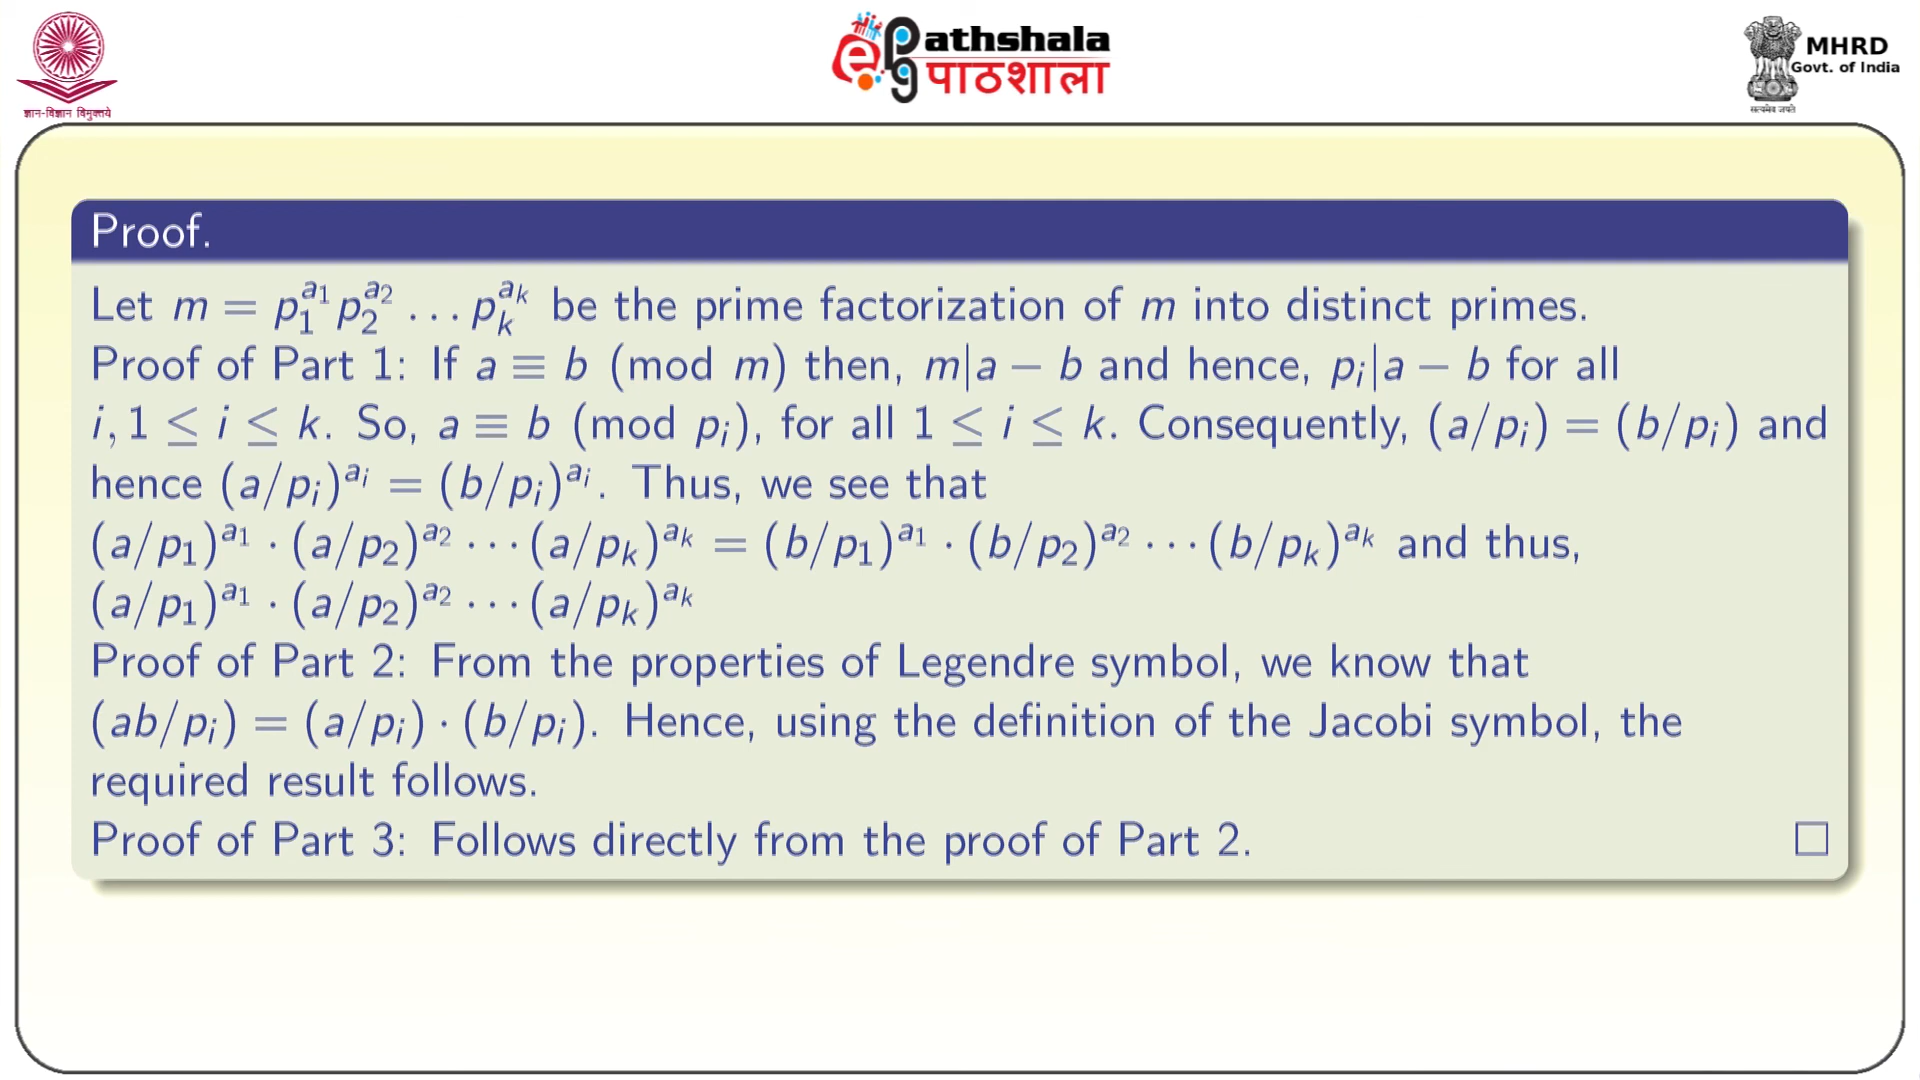 ज्ञान-विज्ञान विमुक्तये
ePathshala
पाठशाला
MHRD
Govt. of India
सत्यमेव जयते
Proof.
Let m = p_1^{a_1} p_2^{a_2} ... p_k^{a_k} be the prime factorization of m into distinct primes.
Proof of Part 1: If a ≡ b (mod m) then, m|a − b and hence, p_i|a − b for all
i, 1 ≤ i ≤ k. So, a ≡ b (mod p_i), for all 1 ≤ i ≤ k. Consequently, (a/p_i) = (b/p_i) and
hence (a/p_i)^{a_i} = (b/p_i)^{a_i}. Thus, we see that
(a/p_1)^{a_1} · (a/p_2)^{a_2} ··· (a/p_k)^{a_k} = (b/p_1)^{a_1} · (b/p_2)^{a_2} ··· (b/p_k)^{a_k} and thus,
(a/p_1)^{a_1} · (a/p_2)^{a_2} ··· (a/p_k)^{a_k}
Proof of Part 2: From the properties of Legendre symbol, we know that
(ab/p_i) = (a/p_i) · (b/p_i). Hence, using the definition of the Jacobi symbol, the
required result follows.
Proof of Part 3: Follows directly from the proof of Part 2. □